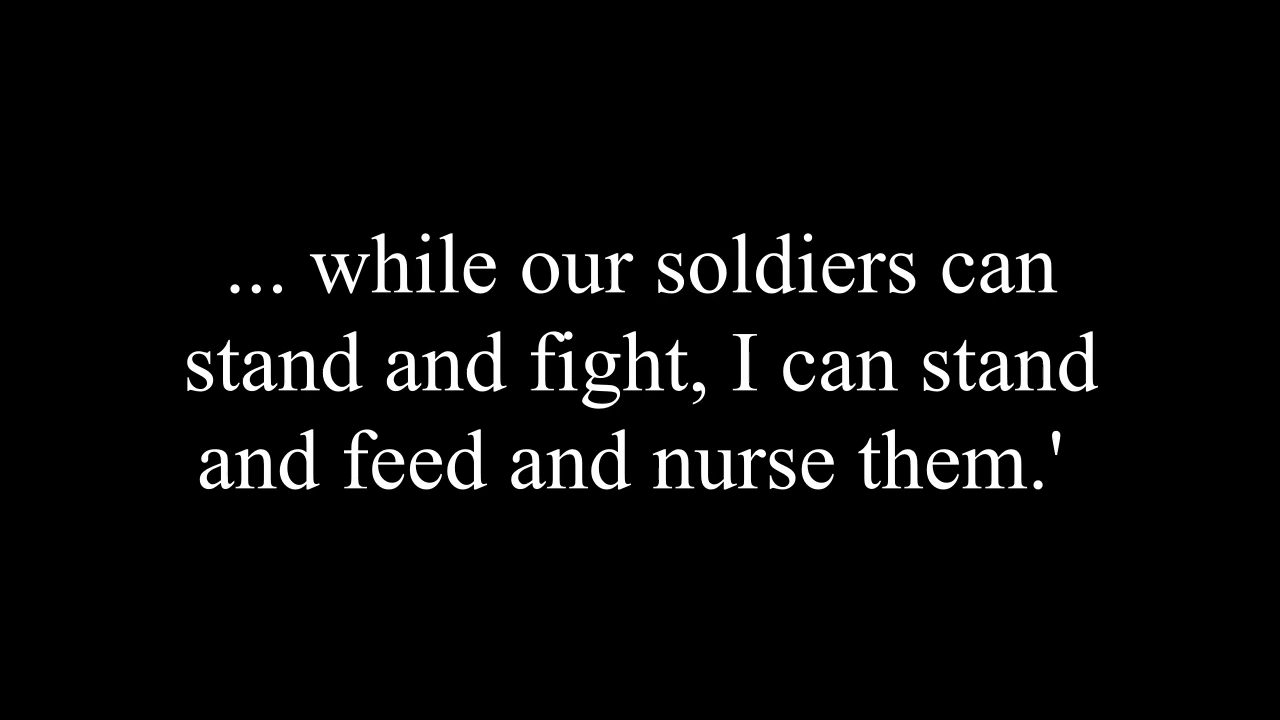 ... while our soldiers can
stand and fight, I can stand
and feed and nurse them.'